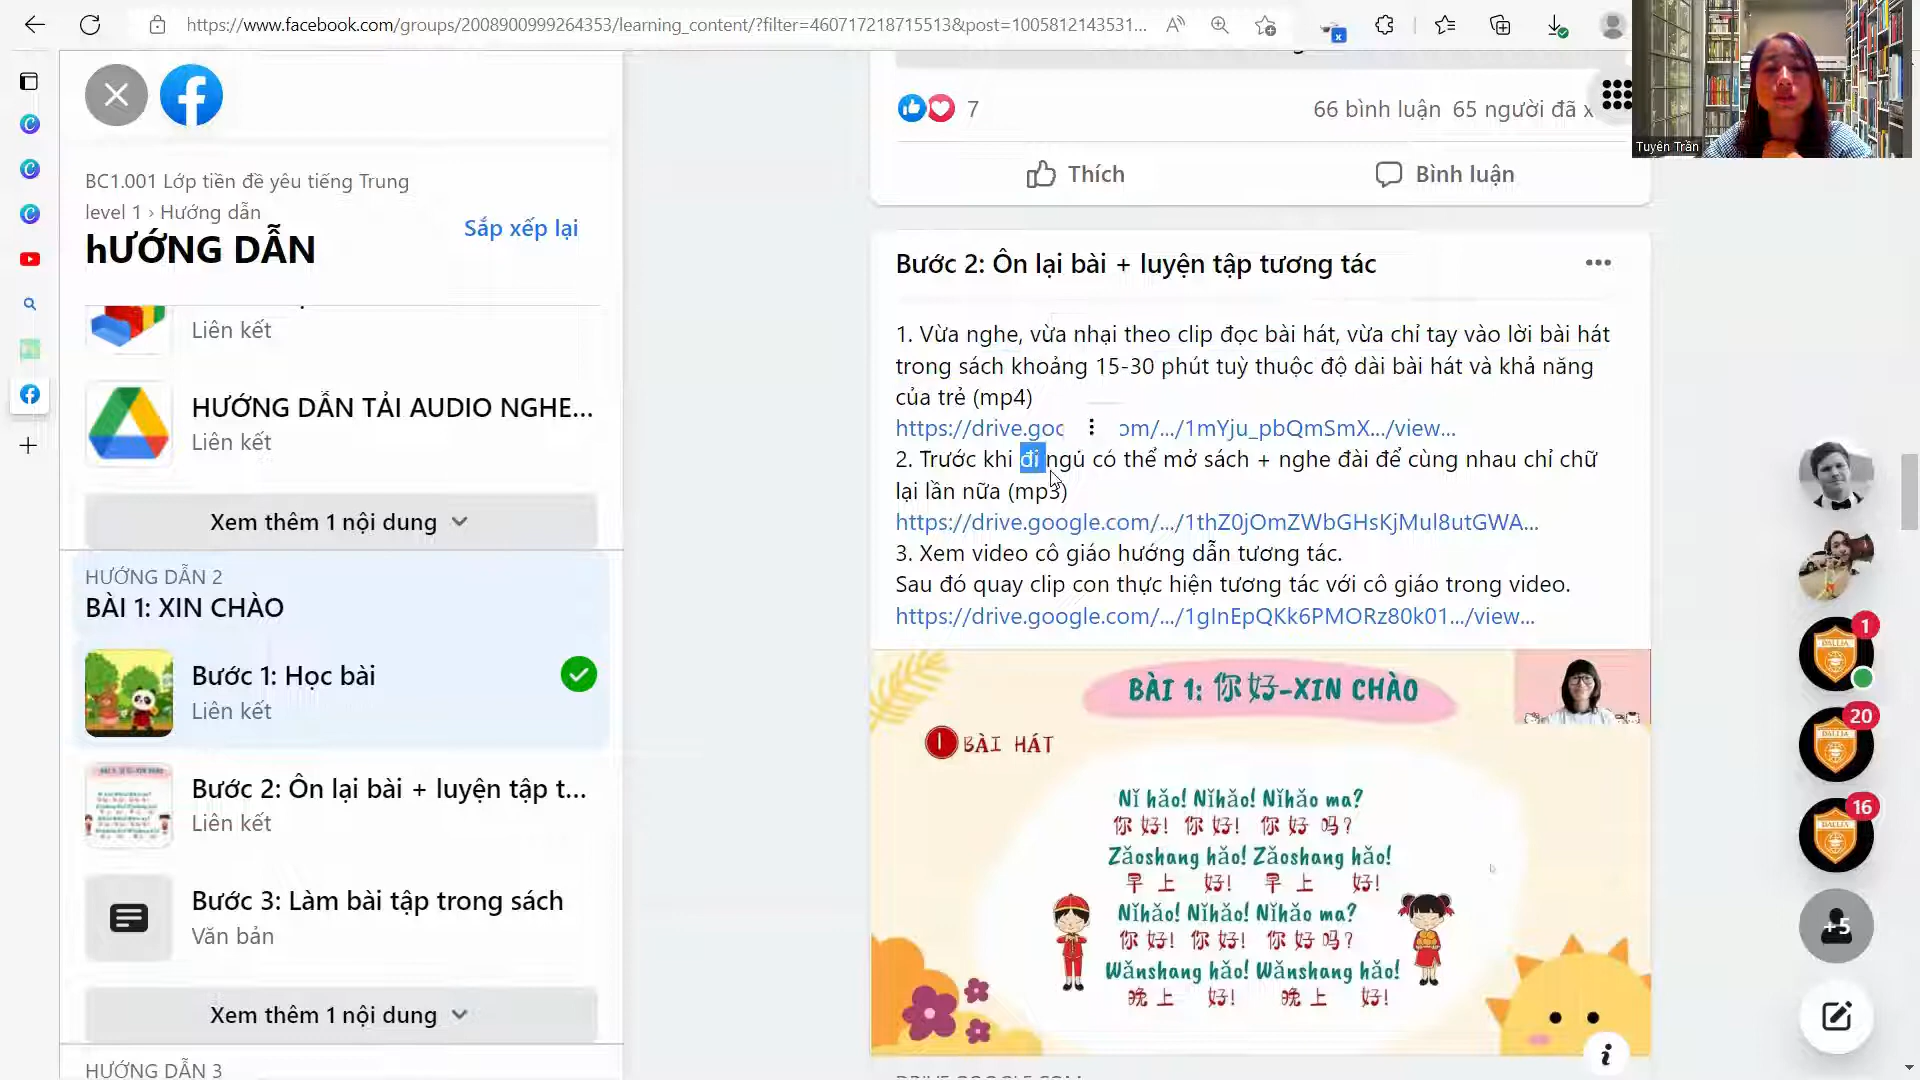 https://www.facebook.com/groups/2008900999264353/learning_content/?filter=460717218715513&post=1005812143531...
Tuyên Trần
BC1.001 Lớp tiền đề yêu tiếng Trung
level 1 › Hướng dẫn
hƯỚNG DẪN
Sắp xếp lại
Liên kết
HƯỚNG DẪN TẢI AUDIO NGHE...
Liên kết
Xem thêm 1 nội dung
HƯỚNG DẪN 2
BÀI 1: XIN CHÀO
Bước 1: Học bài
Liên kết
Bước 2: Ôn lại bài + luyện tập t...
Liên kết
Bước 3: Làm bài tập trong sách
Văn bản
Xem thêm 1 nội dung
HƯỚNG DẪN 3
7
66 bình luận 65 người đã x
Thích
Bình luận
Bước 2: Ôn lại bài + luyện tập tương tác
1. Vừa nghe, vừa nhại theo clip đọc bài hát, vừa chỉ tay vào lời bài hát
trong sách khoảng 15-30 phút tuỳ thuộc độ dài bài hát và khả năng
của trẻ (mp4)
https://drive.goo om/.../1mYju_pbQmSmX.../view...
2. Trước khi đi ngủ có thể mở sách + nghe đài để cùng nhau chỉ chữ
lại lần nữa (mp3)
https://drive.google.com/.../1thZ0jOmZWbGHsKjMul8utGWA...
3. Xem video cô giáo hướng dẫn tương tác.
Sau đó quay clip con thực hiện tương tác với cô giáo trong video.
https://drive.google.com/.../1gInEpQKk6PMORz80k01.../view...
BÀI 1: 你好-XIN CHÀO
1 BÀI HÁT
Nǐ hǎo! Nǐhǎo! Nǐhǎo ma?
你好! 你好! 你好吗?
Zǎoshang hǎo! Zǎoshang hǎo!
早上 好! 早上 好!
Nǐhǎo! Nǐhǎo! Nǐhǎo ma?
你好! 你好! 你好吗?
Wǎnshang hǎo! Wǎnshang hǎo!
晚上 好! 晚上 好!
DRIVE.GOOGLE.COM
1
20
16
+5